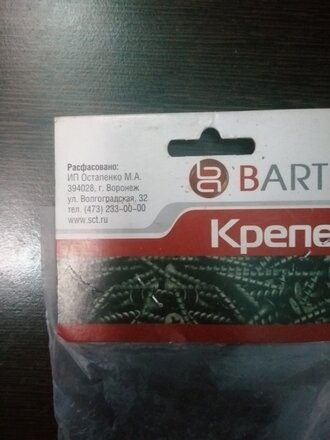 Расфасовано:
ИП Остапенко М.А.
394028, г. Воронеж
ул. Волгоградская, 32
тел. (473) 233-00-00
www.sct.ru
BART
Крепе